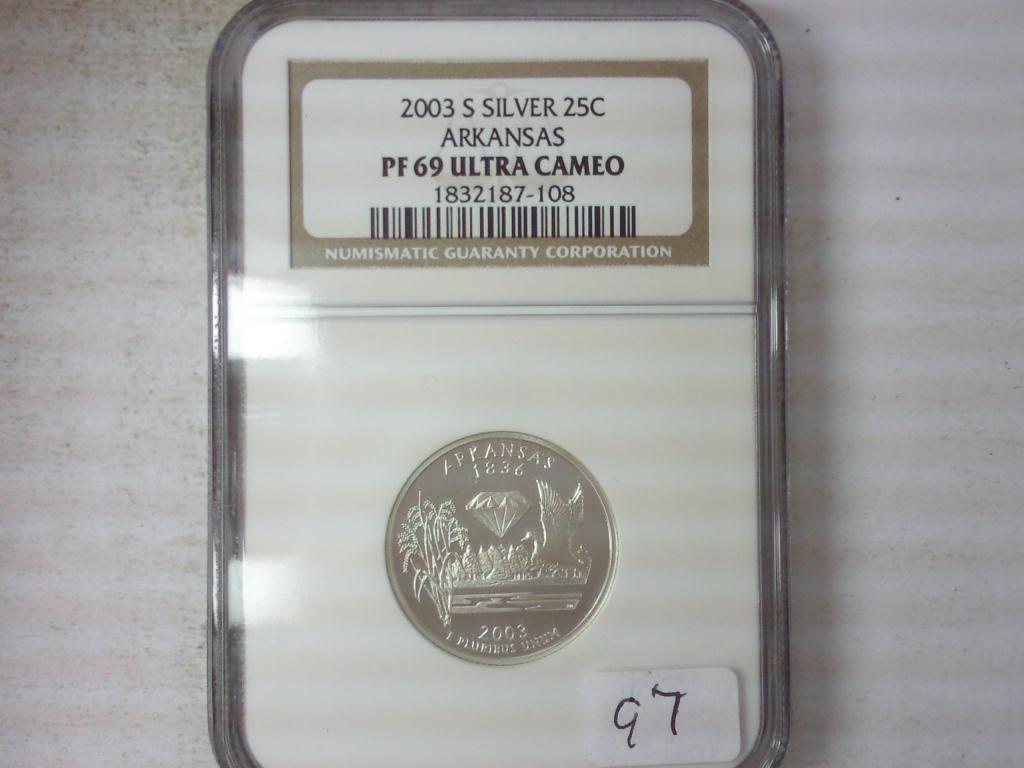 2003 S SILVER 25C
ARKANSAS
PF 69 ULTRA CAMEO
1832187-108
NUMISMATIC GUARANTY CORPORATION
ARKANSAS
1836
2003
E PLURIBUS UNUM
97